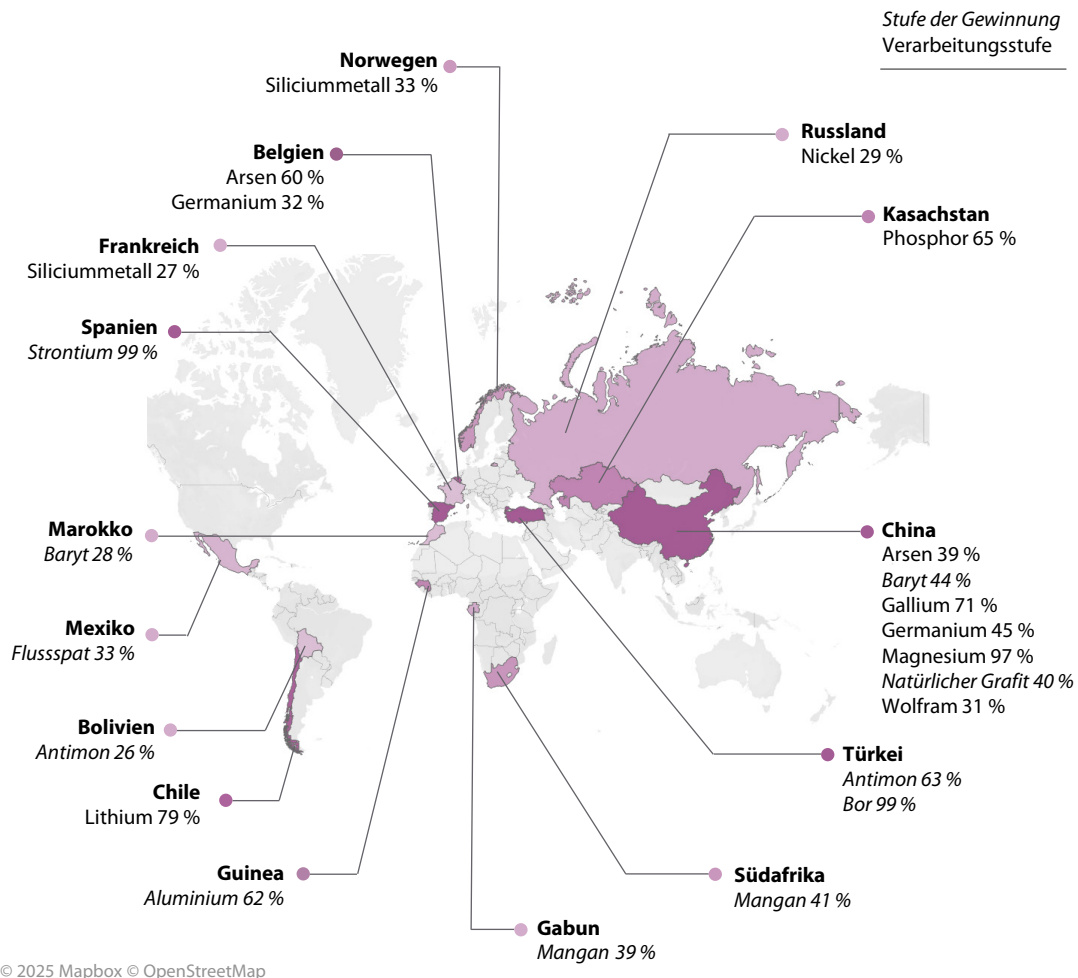 Stufe der Gewinnung
Verarbeitungsstufe
Norwegen
Siliciummetall 33 %
Russland
Nickel 29 %
Belgien
Arsen 60 %
Germanium 32 %
Kasachstan
Phosphor 65 %
Frankreich
Siliciummetall 27 %
Spanien
Strontium 99 %
Marokko
Baryt 28 %
China
Arsen 39 %
Baryt 44 %
Gallium 71 %
Germanium 45 %
Magnesium 97 %
Natürlicher Grafit 40 %
Wolfram 31 %
Mexiko
Flussspat 33 %
Bolivien
Antimon 26 %
Türkei
Antimon 63 %
Bor 99 %
Chile
Lithium 79 %
Guinea
Aluminium 62 %
Südafrika
Mangan 41 %
Gabun
Mangan 39 %
© 2025 Mapbox © OpenStreetMap